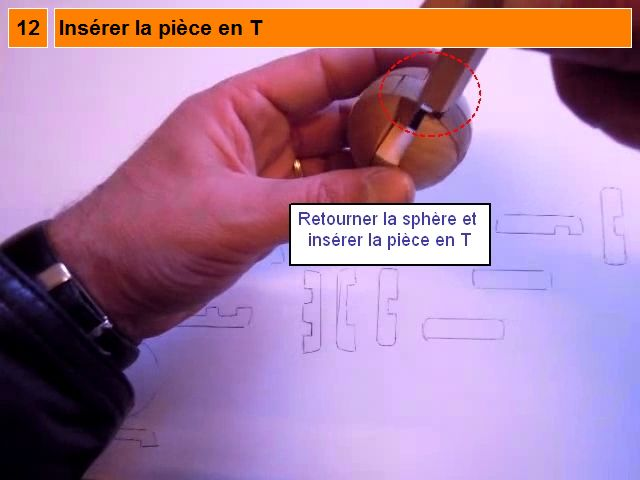 12 Insérer la pièce en T
Retourner la sphère et
insérer la pièce en T